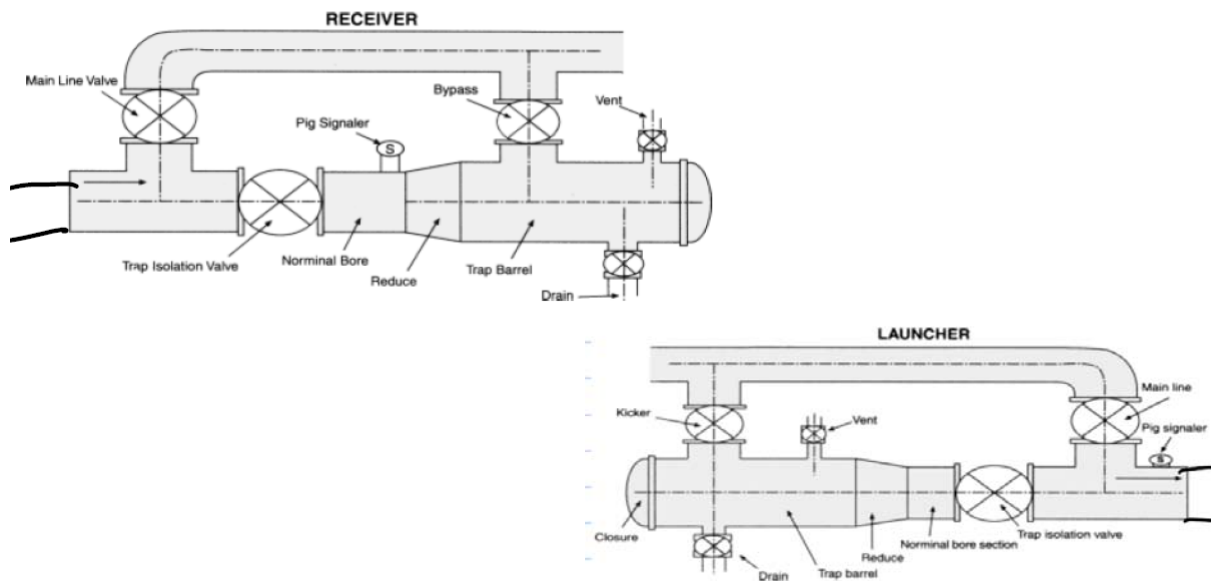 RECEIVER
Main Line Valve
Bypass
Vent
Pig Signaler
S
Trap Isolation Valve
Norminal Bore
Reduce
Trap Barrel
Drain
LAUNCHER
Main line
Kicker
Vent
Pig signaler
S
Closure
Drain
Trap barrel
Reduce
Norminal bore section
Trap isolation valve